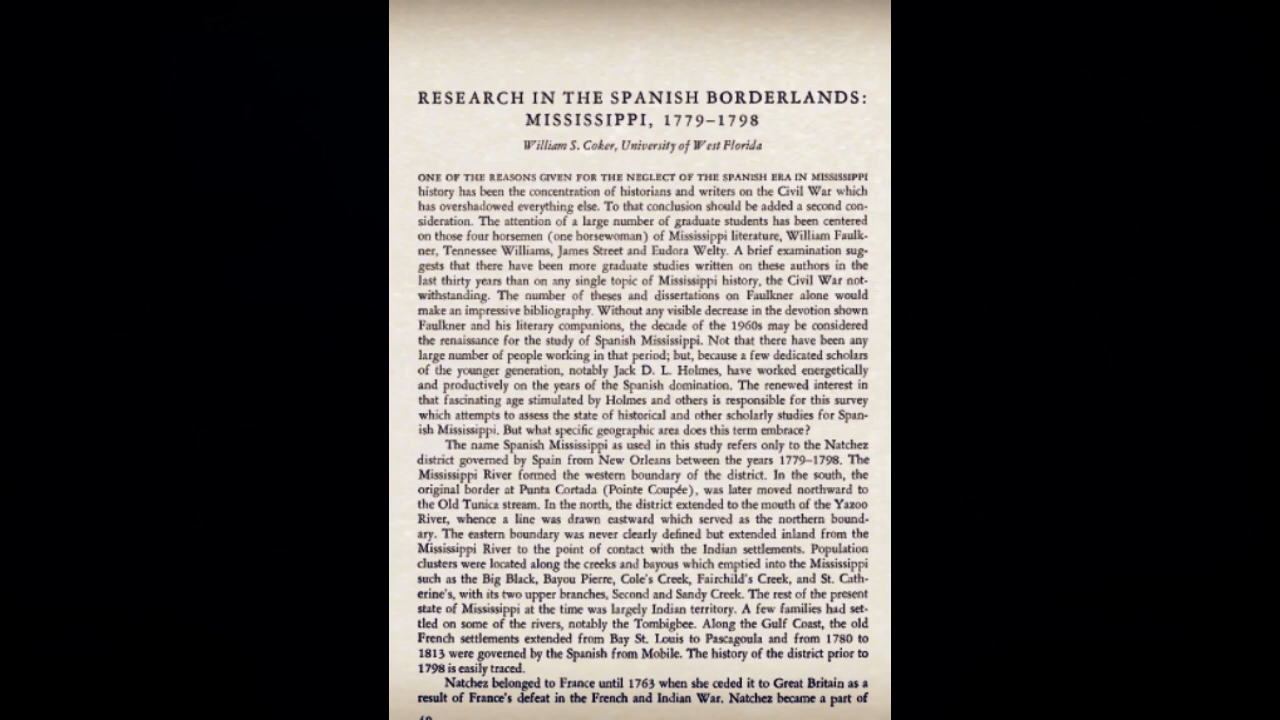 RESEARCH IN THE SPANISH BORDERLANDS:
MISSISSIPPI, 1779–1798
William S. Coker, University of West Florida
ONE OF THE REASONS GIVEN FOR THE NEGLECT OF THE SPANISH ERA IN MISSISSIPPI
history has been the concentration of historians and writers on the Civil War which
has overshadowed everything else. To that conclusion should be added a second con-
sideration. The attention of a large number of graduate students has been centered
on those four horsemen (one horsewoman) of Mississippi literature, William Faulk-
ner, Tennessee Williams, James Street and Eudora Welty. A brief examination sug-
gests that there have been more graduate studies written on these authors in the
last thirty years than on any single topic of Mississippi history, the Civil War not-
withstanding. The number of theses and dissertations on Faulkner alone would
make an impressive bibliography. Without any visible decrease in the devotion shown
Faulkner and his literary companions, the decade of the 1960s may be considered
the renaissance for the study of Spanish Mississippi. Not that there have been any
large number of people working in that period; but, because a few dedicated scholars
of the younger generation, notably Jack D. L. Holmes, have worked energetically
and productively on the years of the Spanish domination. The renewed interest in
that fascinating age stimulated by Holmes and others is responsible for this survey
which attempts to assess the state of historical and other scholarly studies for Span-
ish Mississippi. But what specific geographic area does this term embrace?
The name Spanish Mississippi as used in this study refers only to the Natchez
district governed by Spain from New Orleans between the years 1779–1798. The
Mississippi River formed the western boundary of the district. In the south, the
original border at Punta Cortada (Pointe Coupée), was later moved northward to
the Old Tunica stream. In the north, the district extended to the mouth of the Yazoo
River, whence a line was drawn eastward which served as the northern bound-
ary. The eastern boundary was never clearly defined but extended inland from the
Mississippi River to the point of contact with the Indian settlements. Population
clusters were located along the creeks and bayous which emptied into the Mississippi
such as the Big Black, Bayou Pierre, Cole's Creek, Fairchild's Creek, and St. Cath-
erine's, with its two upper branches, Second and Sandy Creek. The rest of the present
state of Mississippi at the time was largely Indian territory. A few families had set-
tled on some of the rivers, notably the Tombigbee. Along the Gulf Coast, the old
French settlements extended from Bay St. Louis to Pascagoula and from 1780 to
1813 were governed by the Spanish from Mobile. The history of the district prior to
1798 is easily traced.
Natchez belonged to France until 1763 when she ceded it to Great Britain as a
result of France's defeat in the French and Indian War. Natchez became a part of